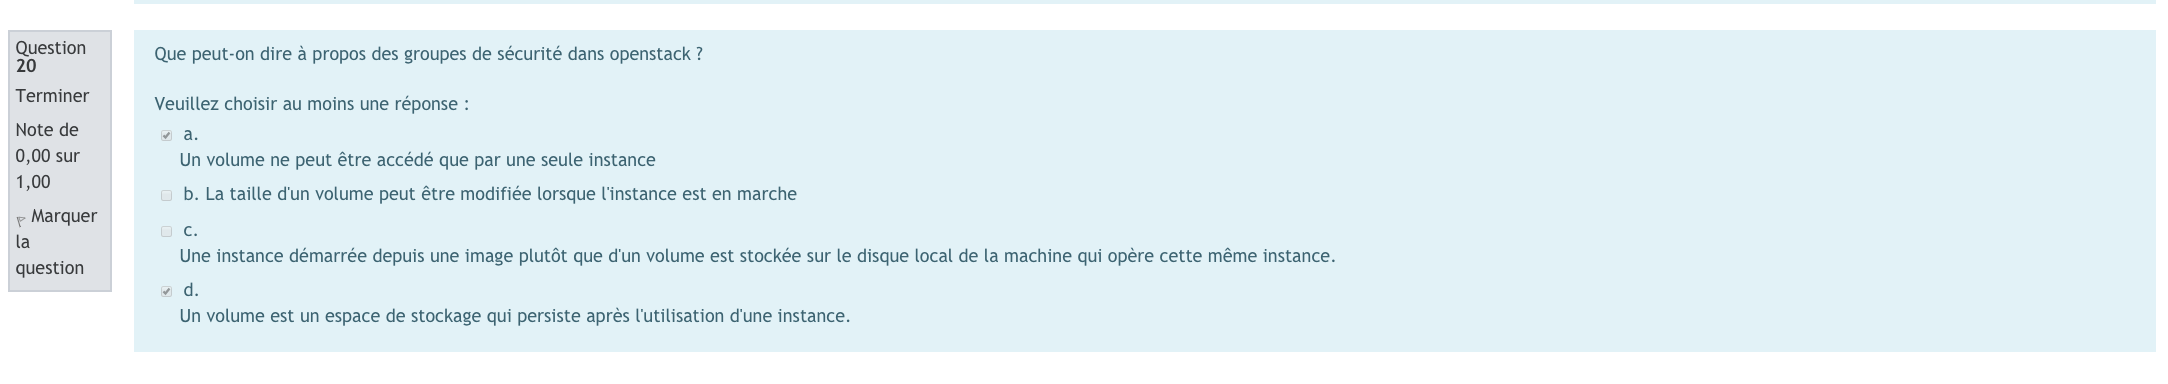 Question
20
Terminer
Note de
0,00 sur
1,00
Marquer
la
question
Que peut-on dire à propos des groupes de sécurité dans openstack ?
Veuillez choisir au moins une réponse :
a.
Un volume ne peut être accédé que par une seule instance
b. La taille d'un volume peut être modifiée lorsque l'instance est en marche
c.
Une instance démarrée depuis une image plutôt que d'un volume est stockée sur le disque local de la machine qui opère cette même instance.
d.
Un volume est un espace de stockage qui persiste après l'utilisation d'une instance.